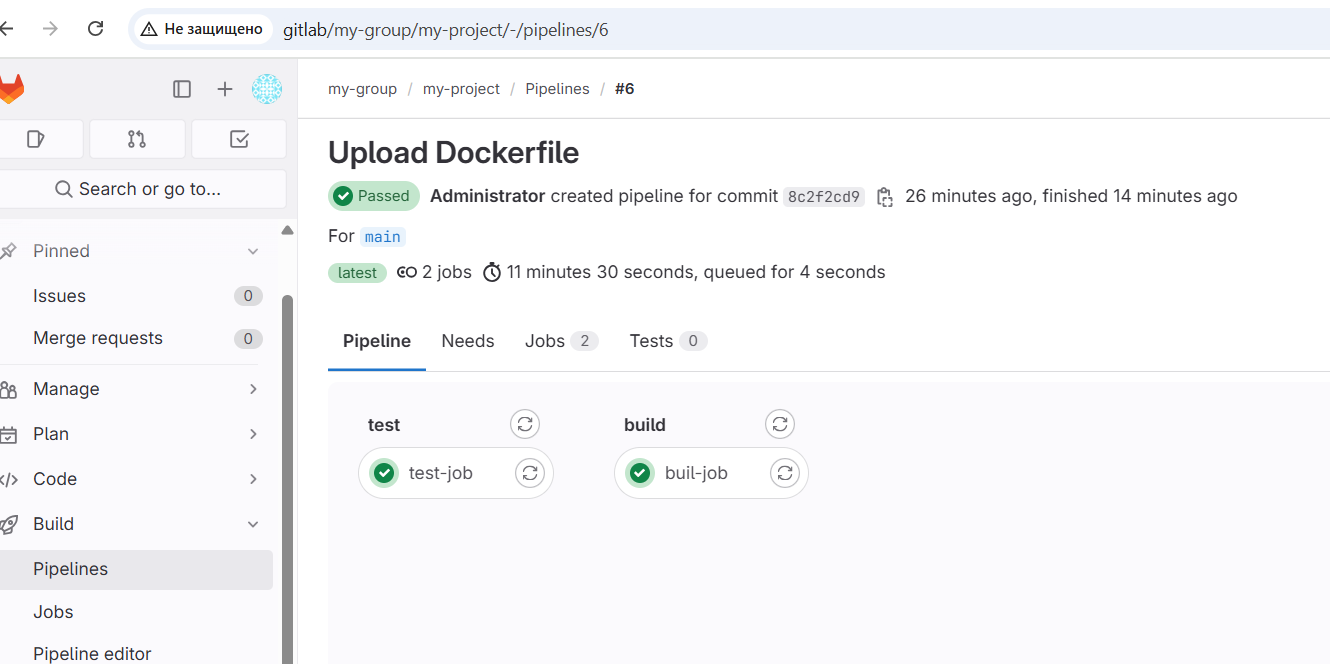 Не защищено gitlab/my-group/my-project/-/pipelines/6
my-group / my-project / Pipelines / #6
Search or go to...
Pinned
Issues 0
Merge requests 0
Manage
Plan
Code
Build
Pipelines
Jobs
Pipeline editor
Upload Dockerfile
Passed Administrator created pipeline for commit 8c2f2cd9 26 minutes ago, finished 14 minutes ago
For main
latest 2 jobs 11 minutes 30 seconds, queued for 4 seconds
Pipeline Needs Jobs 2 Tests 0
test build
test-job buil-job